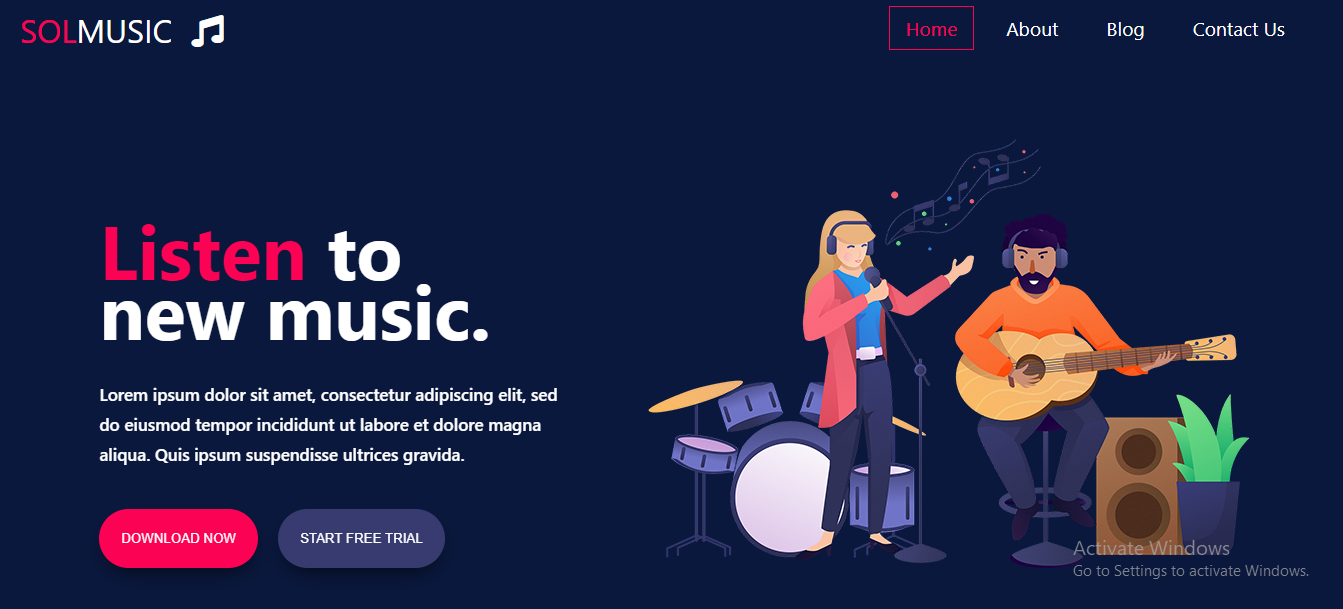 SOLMUSIC
Home About Blog Contact Us
Listen to
new music.
Lorem ipsum dolor sit amet, consectetur adipiscing elit, sed
do eiusmod tempor incididunt ut labore et dolore magna
aliqua. Quis ipsum suspendisse ultrices gravida.
DOWNLOAD NOW
START FREE TRIAL
Activate Windows
Go to Settings to activate Windows.